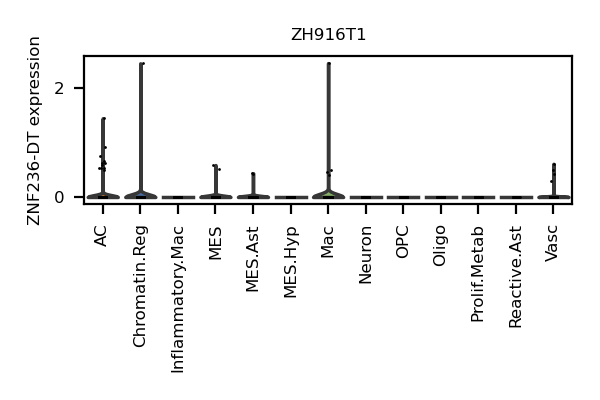 ZH916T1
ZNF236-DT expression
2
0
AC
Chromatin.Reg
Inflammatory.Mac
MES
MES.Ast
MES.Hyp
Mac
Neuron
OPC
Oligo
Prolif.Metab
Reactive.Ast
Vasc